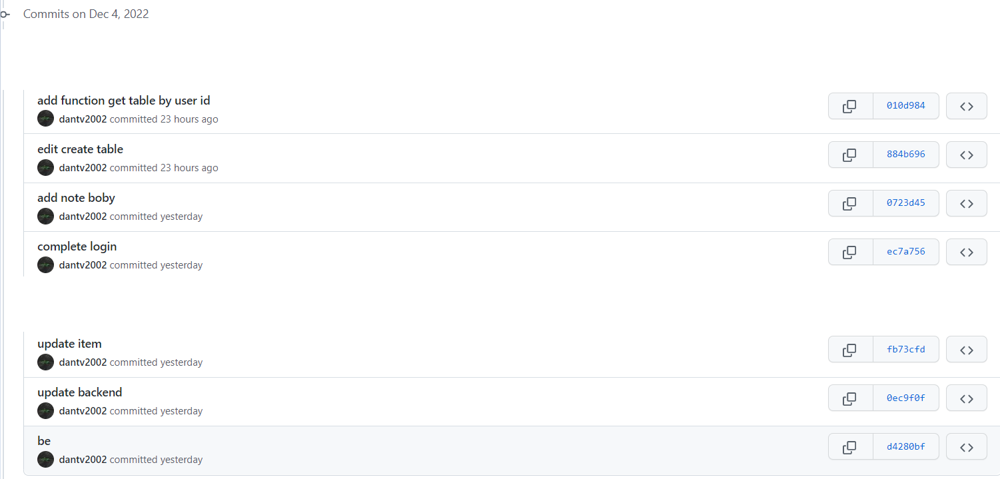 Commits on Dec 4, 2022
add function get table by user id
dantv2002 committed 23 hours ago
010d984
edit create table
dantv2002 committed 23 hours ago
884b696
add note boby
dantv2002 committed yesterday
0723d45
complete login
dantv2002 committed yesterday
ec7a756
update item
dantv2002 committed yesterday
fb73cfd
update backend
dantv2002 committed yesterday
0ec9f0f
be
dantv2002 committed yesterday
d4280bf